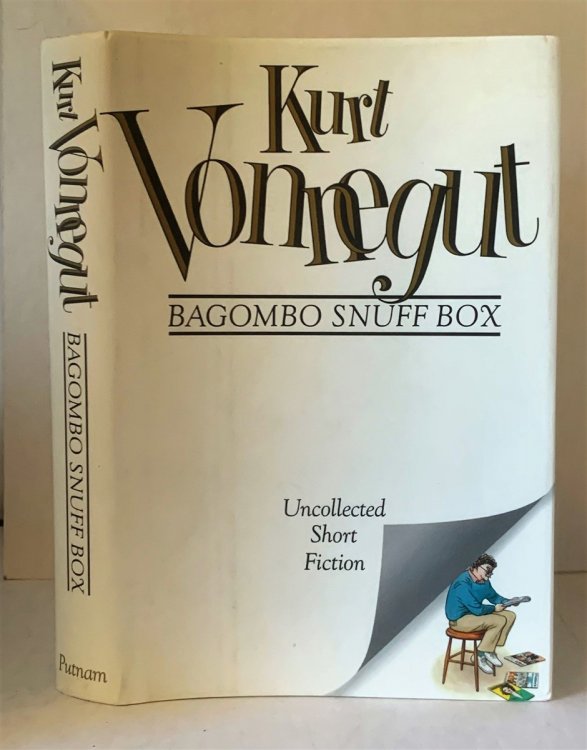 Kurt
Vonnegut
BAGOMBO SNUFF BOX
Uncollected
Short
Fiction
Kurt Vonnegut
BAGOMBO SNUFF BOX
Putnam